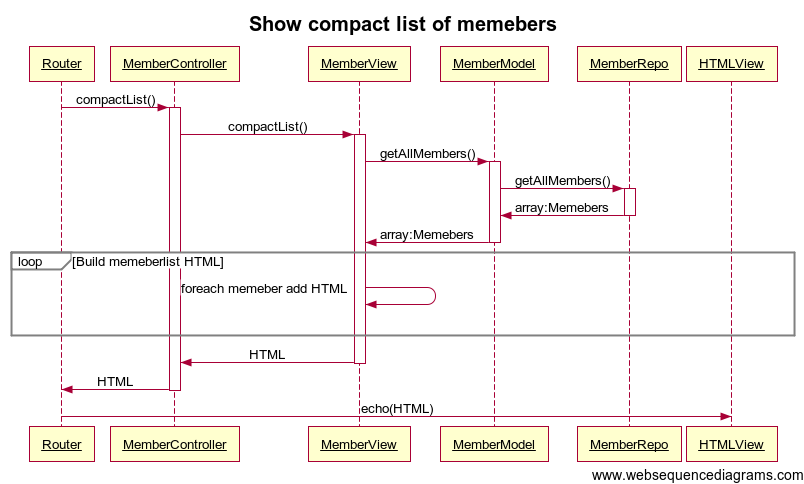 Show compact list of memebers
Router MemberController MemberView MemberModel MemberRepo HTMLView
compactList()
compactList()
getAllMembers()
getAllMembers()
array:Memebers
array:Memebers
loop [Build memeberlist HTML]
foreach memeber add HTML
HTML
HTML
echo(HTML)
Router MemberController MemberView MemberModel MemberRepo HTMLView
www.websequencediagrams.com